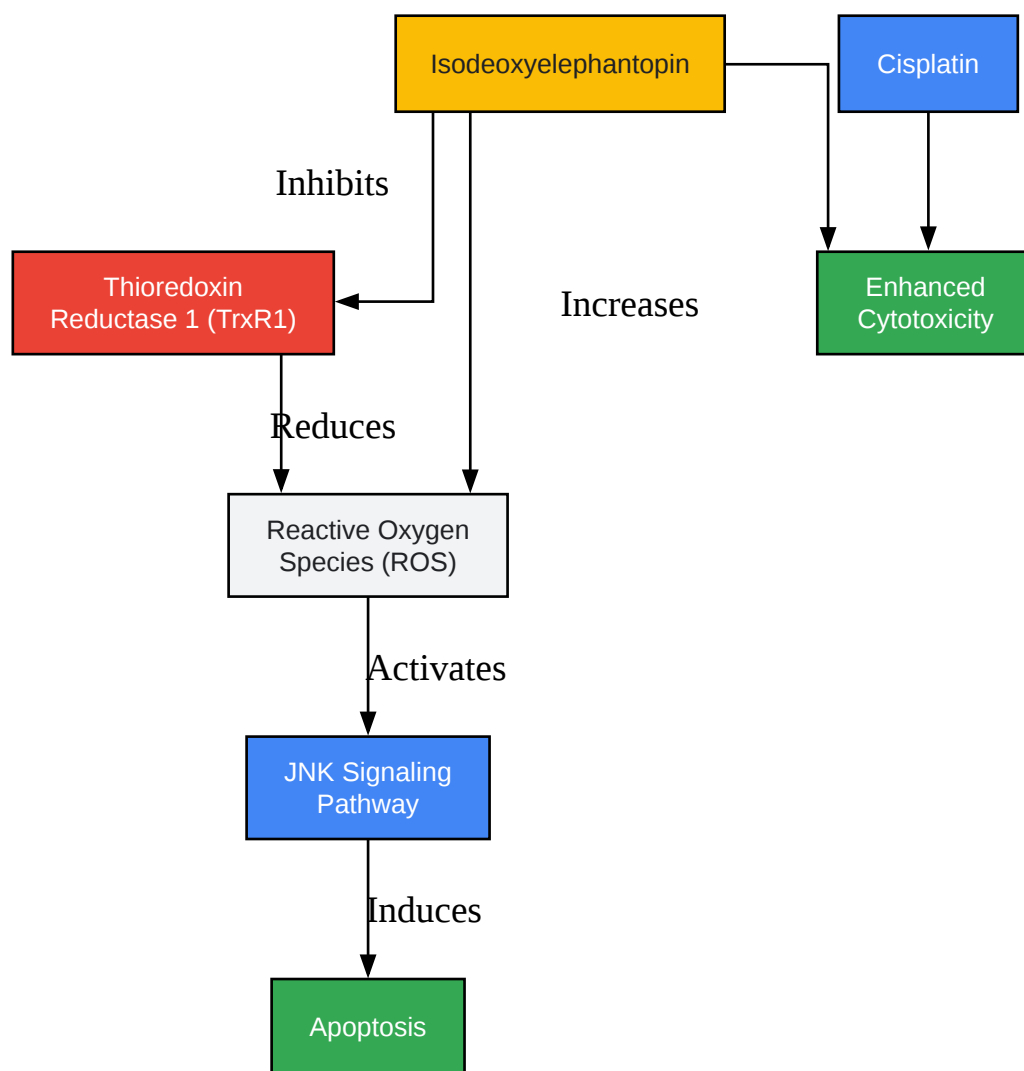 Isodeoxyelephantopin
Cisplatin
Inhibits
Thioredoxin
Reductase 1 (TrxR1)
Increases
Enhanced
Cytotoxicity
Reduces
Reactive Oxygen
Species (ROS)
Activates
JNK Signaling
Pathway
Induces
Apoptosis